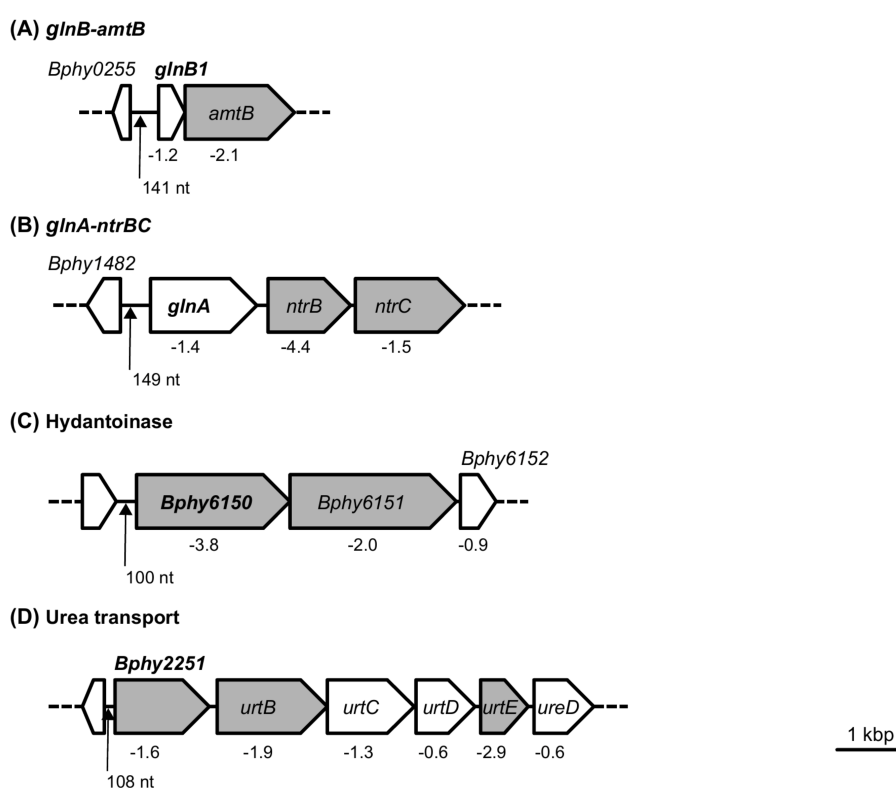 (A) glnB-amtB
Bphy0255 glnB1
amtB
-1.2 -2.1
141 nt
(B) glnA-ntrBC
Bphy1482
glnA ntrB ntrC
-1.4 -4.4 -1.5
149 nt
(C) Hydantoinase
Bphy6152
Bphy6150 Bphy6151
-3.8 -2.0 -0.9
100 nt
(D) Urea transport
Bphy2251
urtB urtC urtD urtE ureD
1 kbp
-1.6 -1.9 -1.3 -0.6 -2.9 -0.6
108 nt